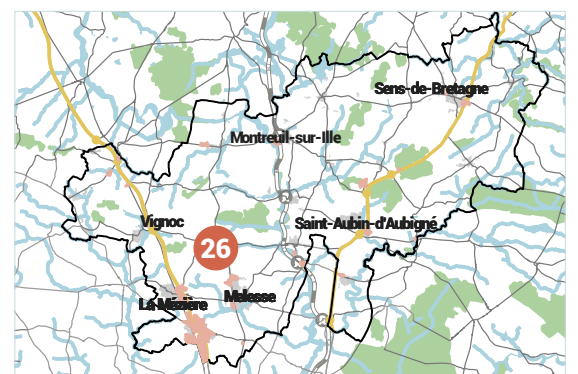 Sens-de-Bretagne
Montreuil-sur-Ille
Vignoc
Saint-Aubin-d'Aubigné
26
La Mézière
Melesse